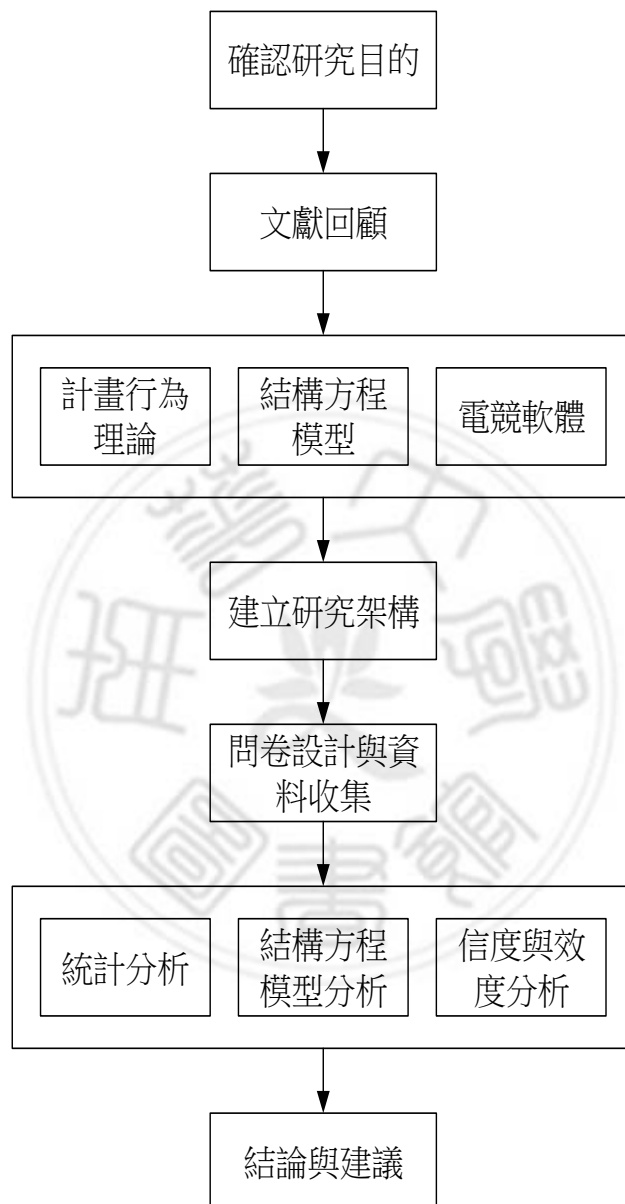 確認研究目的
文獻回顧
計畫行為
理論
結構方程
模型
電競軟體
建立研究架構
問卷設計與資
料收集
統計分析
結構方程
模型分析
信度與效
度分析
結論與建議